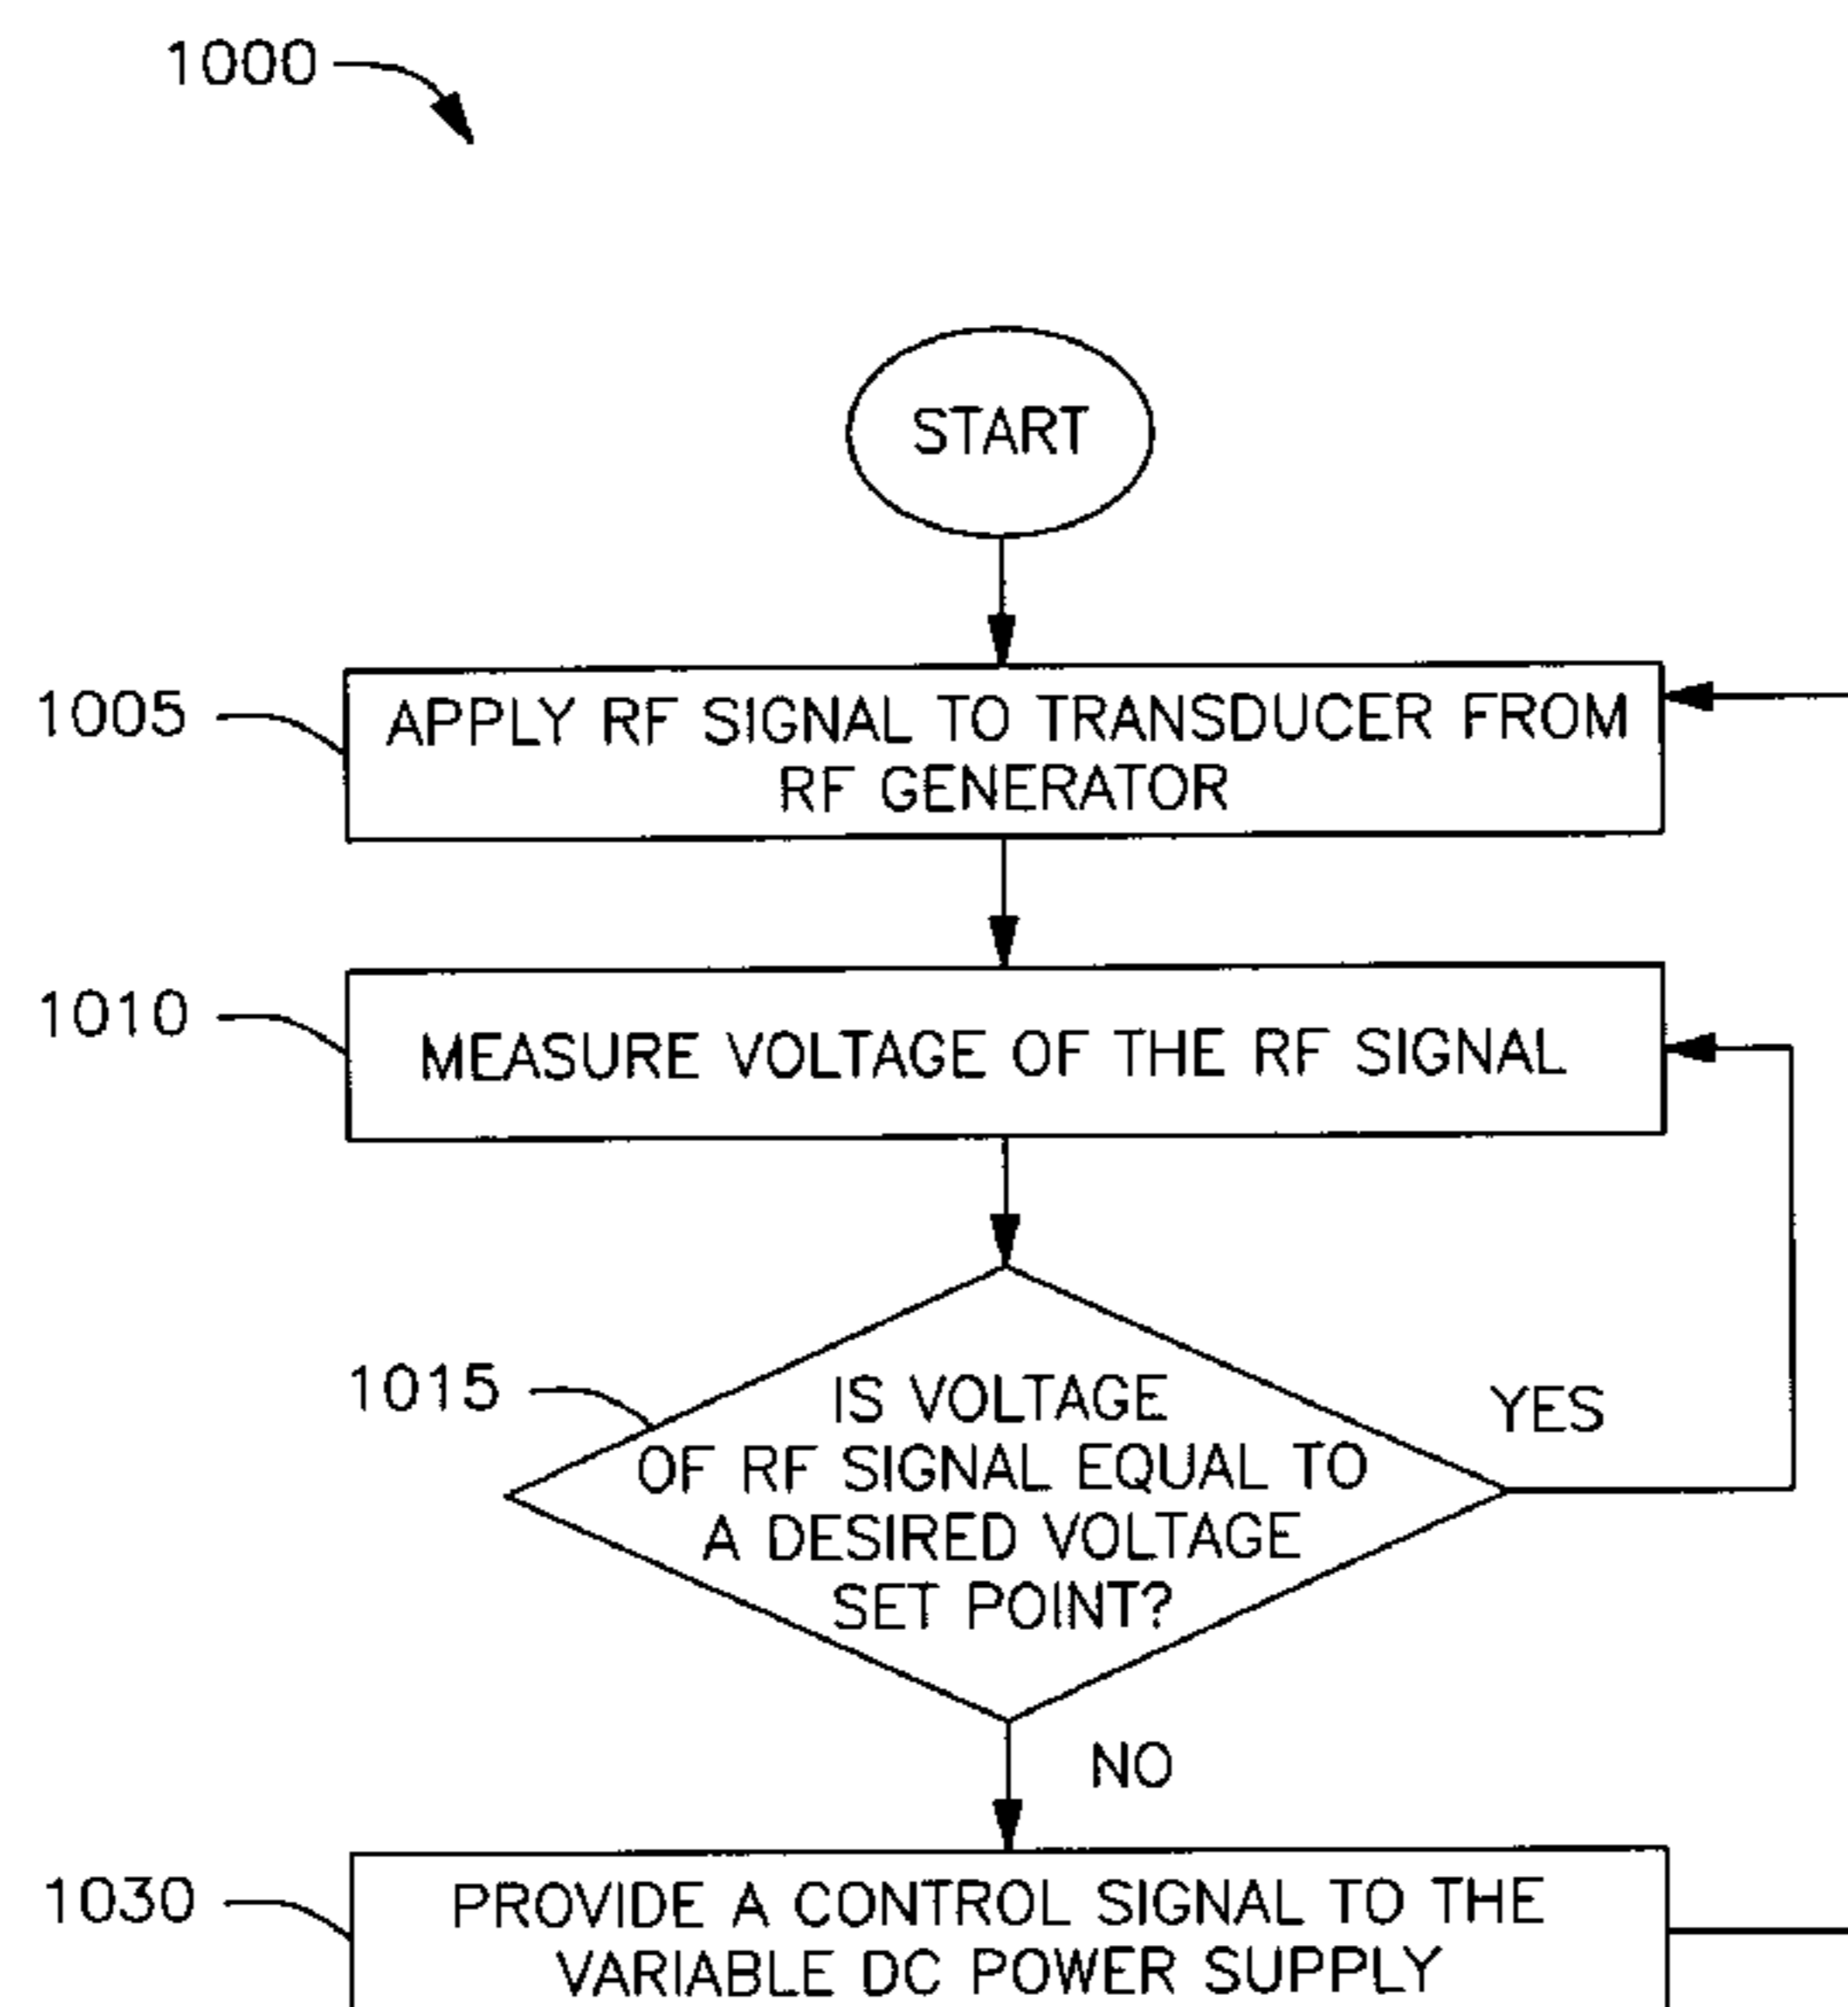 1000
START
1005
APPLY RF SIGNAL TO TRANSDUCER FROM
RF GENERATOR
1010
MEASURE VOLTAGE OF THE RF SIGNAL
1015
IS VOLTAGE
OF RF SIGNAL EQUAL TO
A DESIRED VOLTAGE
SET POINT?
YES
NO
1030
PROVIDE A CONTROL SIGNAL TO THE
VARIABLE DC POWER SUPPLY